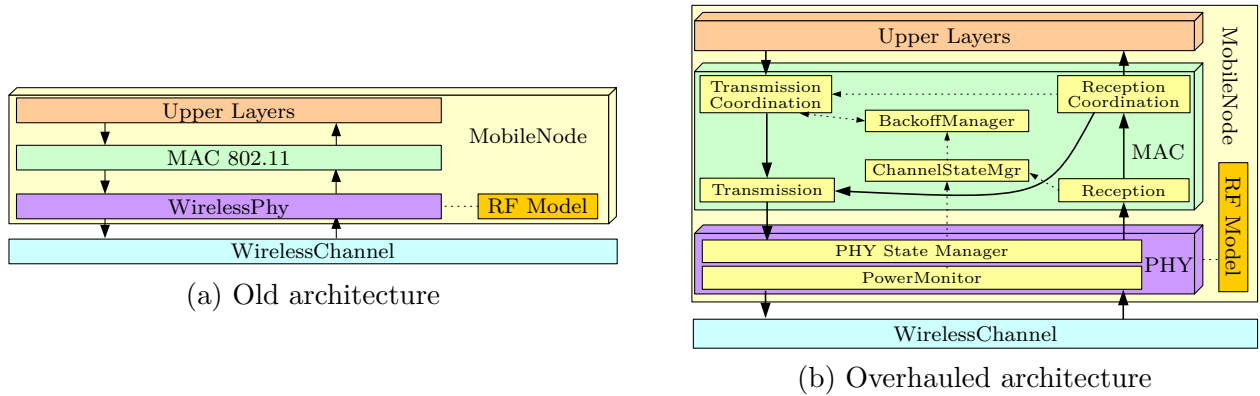 Upper Layers
MobileNode
MAC 802.11
WirelessPhy
RF Model
WirelessChannel
(a) Old architecture
Upper Layers
MobileNode
Transmission
Coordination
Reception
Coordination
BackoffManager
MAC
ChannelStateMgr
Transmission
Reception
RF Model
PHY State Manager
PHY
PowerMonitor
WirelessChannel
(b) Overhauled architecture